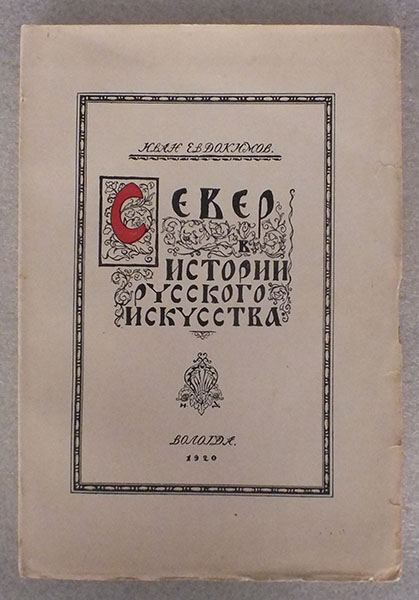 ИВАН ЕВДОКИМОВ.
СЕВЕР
В
ИСТОРИИ
РУССКОГО
ИСКУССТВА
Н Д
ВОЛОГДА.
1920